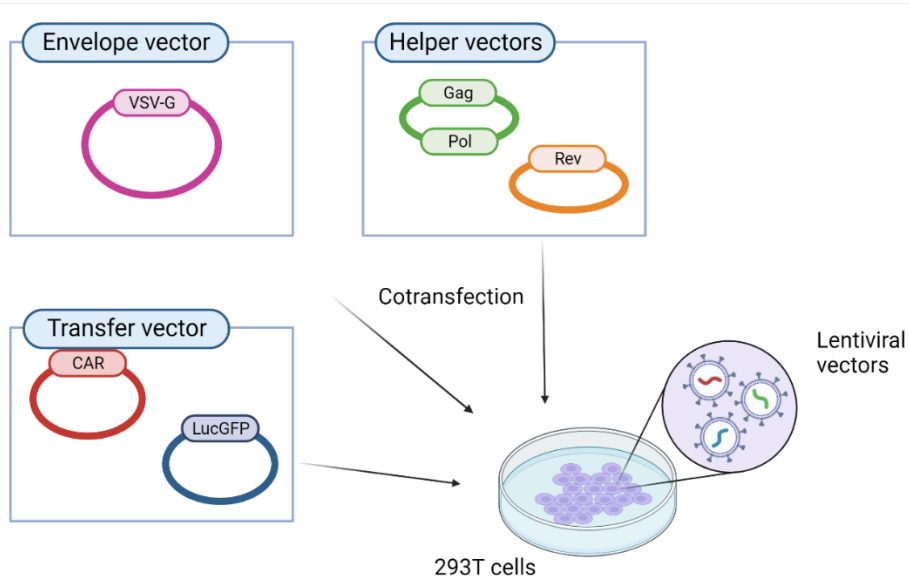 Envelope vector
VSV-G
Helper vectors
Gag
Pol
Rev
Cotransfection
Transfer vector
CAR
LucGFP
Lentiviral
vectors
293T cells